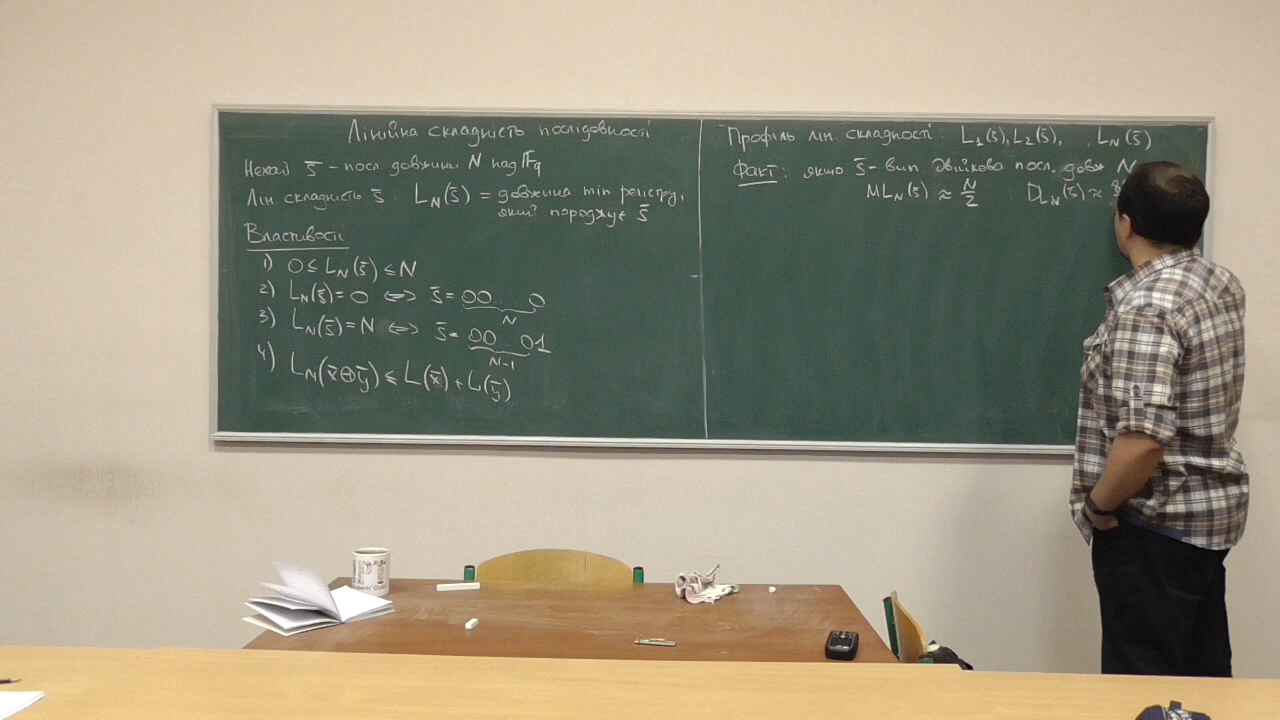 Лінійна складність послідовності
Нехай s̄ - посл. довжини N над F_q
Лін. складність s̄ : L_N(s̄) = довжина min регістру,
який породжує s̄
Властивості
1) 0 ≤ L_N(s̄) ≤ N
2) L_N(s̄) = 0 ⇔ s̄ = 00...0
N
3) L_N(s̄) = N ⇔ s̄ = 00...01
N-1
4) L_N(x̄⊕ȳ) ≤ L(x̄) + L(ȳ)
Профіль лін. складності: L_1(s̄), L_2(s̄), ..., L_N(s̄)
Факт: якщо s̄ - вип. двійкова посл. довж. N
ML_N(s̄) ≈ N/2 DL_N(s̄) ≈